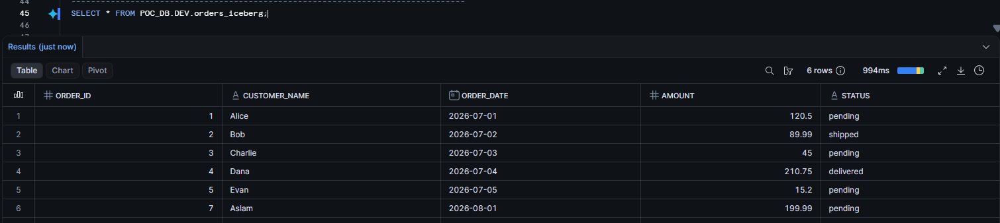 44 ----------------------------------------------------------------------
45 SELECT * FROM POC_DB.DEV.orders_iceberg;
46
Results (just now)
Table Chart Pivot 6 rows 994ms
ORDER_ID CUSTOMER_NAME ORDER_DATE AMOUNT STATUS
1 1 Alice 2026-07-01 120.5 pending
2 2 Bob 2026-07-02 89.99 shipped
3 3 Charlie 2026-07-03 45 pending
4 4 Dana 2026-07-04 210.75 delivered
5 5 Evan 2026-07-05 15.2 pending
6 7 Aslam 2026-08-01 199.99 pending